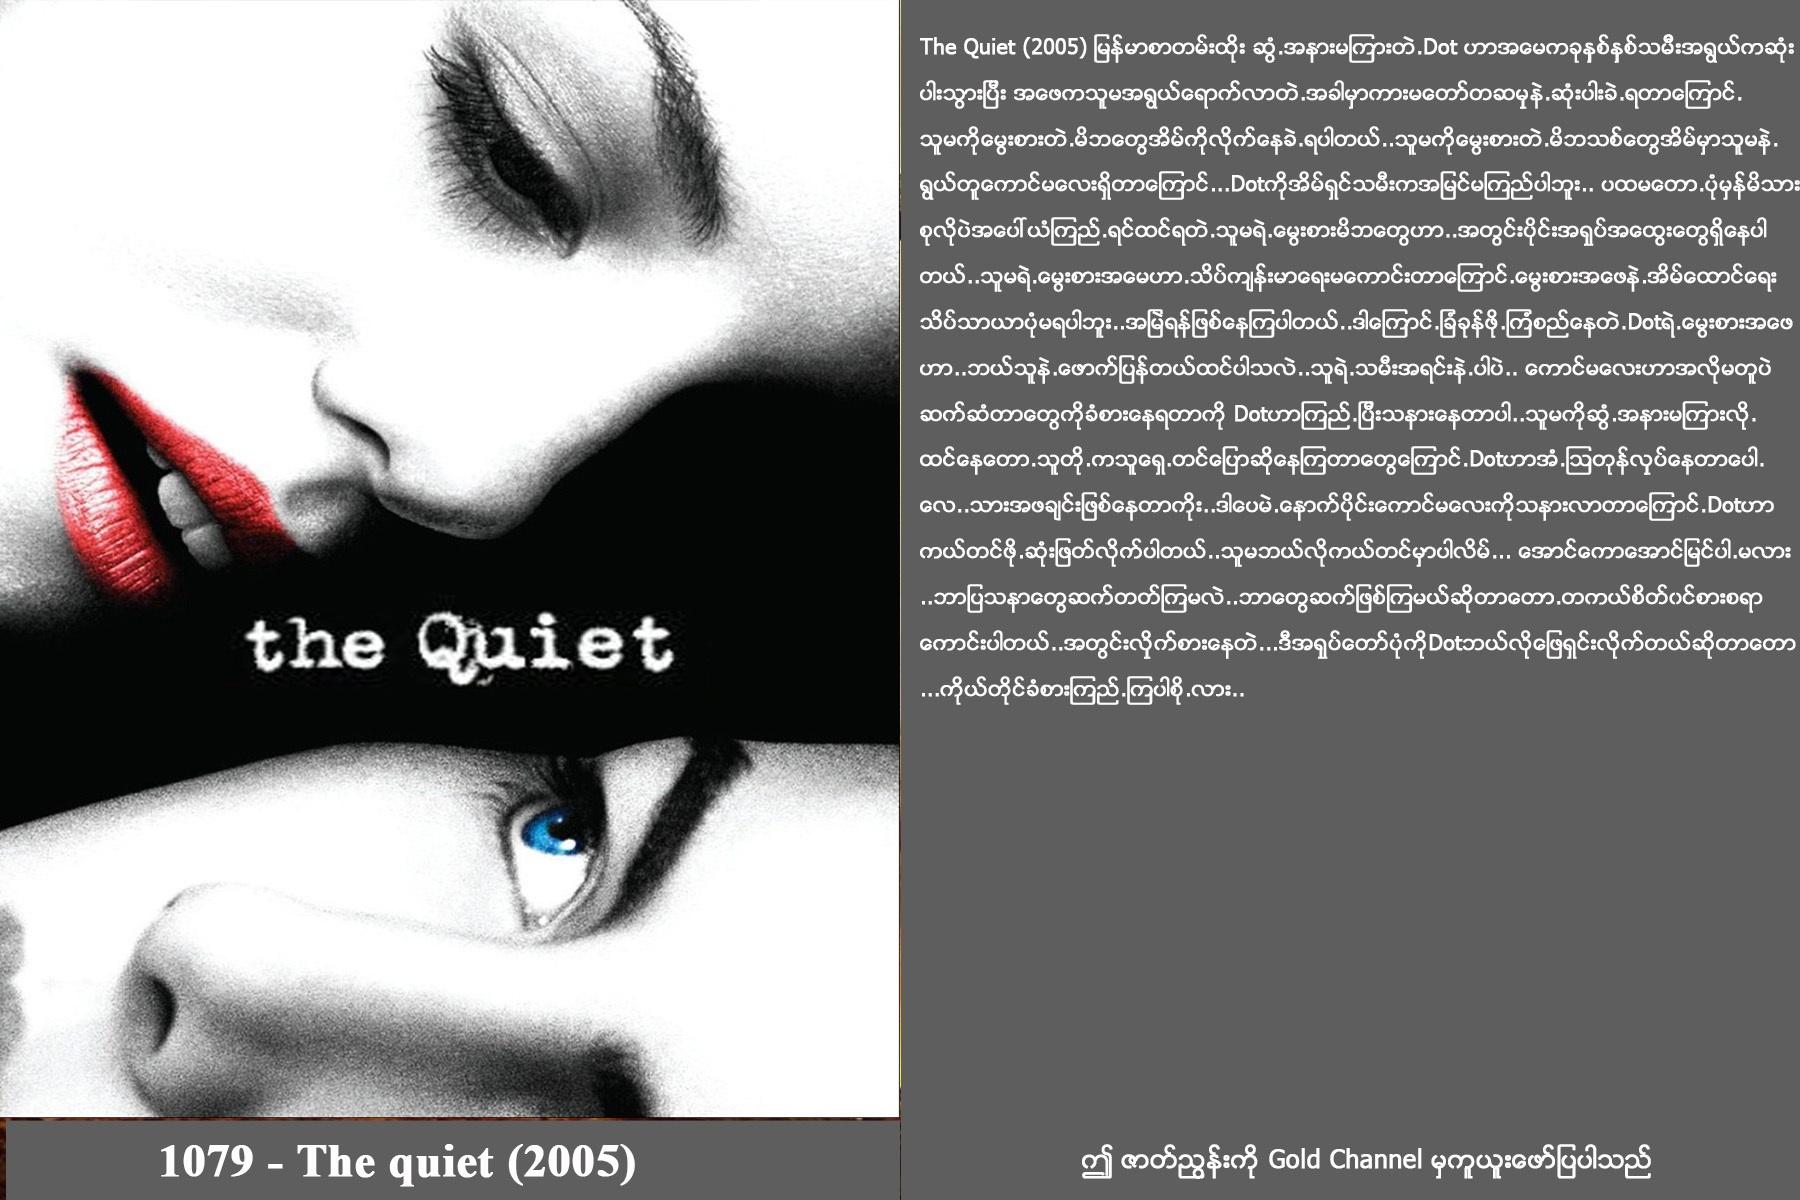 the Quiet
1079 - The quiet (2005)
The Quiet (2005) မြန်မာစာတမ်းထိုး ဆွံ.အနားမကြားတဲ.Dot ဟာအမေကခုနှစ်နှစ်သမီးအရွယ်ကဆုံး
ပါးသွားပြီး အဖေကသူမအရွယ်ရောက်လာတဲ.အခါမှာကားမတော်တဆမှုနဲ.ဆုံးပါးခဲ.ရတာကြောင်.
သူမကိုမွေးစားတဲ.မိဘတွေအိမ်ကိုလိုက်နေခဲ.ရပါတယ်..သူမကိုမွေးစားတဲ.မိဘသစ်တွေအိမ်မှာသူမနဲ.
ရွယ်တူကောင်မလေးရှိတာကြောင်...Dotကိုအိမ်ရှင်သမီးကအမြင်မကြည်ပါဘူး.. ပထမတော.ပုံမှန်မိသား
စုလိုပဲအပေါ်ယံကြည်.ရင်ထင်ရတဲ.သူမရဲ.မွေးစားမိဘတွေဟာ..အတွင်းပိုင်းအရှုပ်အထွေးတွေရှိနေပါ
တယ်..သူမရဲ.မွေးစားအမေဟာ.သိပ်ကျန်းမာရေးမကောင်းတာကြောင်.မွေးစားအဖေနဲ.အိမ်ထောင်ရေး
သိပ်သာယာပုံမရပါဘူး..အမြဲရန်ဖြစ်နေကြပါတယ်..ဒါကြောင်.ခြံခုန်ဖို.ကြံစည်နေတဲ.Dotရဲ.မွေးစားအဖေ
ဟာ..ဘယ်သူနဲ.ဖောက်ပြန်တယ်ထင်ပါသလဲ..သူရဲ.သမီးအရင်းနဲ.ပါပဲ.. ကောင်မလေးဟာအလိုမတူပဲ
ဆက်ဆံတာတွေကိုခံစားနေရတာကို Dotဟာကြည်.ပြီးသနားနေတာပါ..သူမကိုဆွံ.အနားမကြားလို.
ထင်နေတော.သူတို.ကသူရှေ.တင်ပြောဆိုနေကြတာတွေကြောင်.Dotဟာအံ.သြတုန်လှုပ်နေတာပေါ.
လေ..သားအဖချင်းဖြစ်နေတာကိုး..ဒါပေမဲ.နောက်ပိုင်းကောင်မလေးကိုသနားလာတာကြောင်.Dotဟာ
ကယ်တင်ဖို.ဆုံးဖြတ်လိုက်ပါတယ်..သူမဘယ်လိုကယ်တင်မှာပါလိမ်... အောင်ကောအောင်မြင်ပါ.မလား
..ဘာပြသနာတွေဆက်တတ်ကြမလဲ..ဘာတွေဆက်ဖြစ်ကြမယ်ဆိုတာတော.တကယ်စိတ်ဝင်စားစရာ
ကောင်းပါတယ်..အတွင်းလှိုက်စားနေတဲ...ဒီအရှုပ်တော်ပုံကိုDotဘယ်လိုဖြေရှင်းလိုက်တယ်ဆိုတာတော
...ကိုယ်တိုင်ခံစားကြည်.ကြပါစို.လား..
ဤ ဇာတ်ညွှန်းကို Gold Channel မှကူယူးဖော်ပြပါသည်